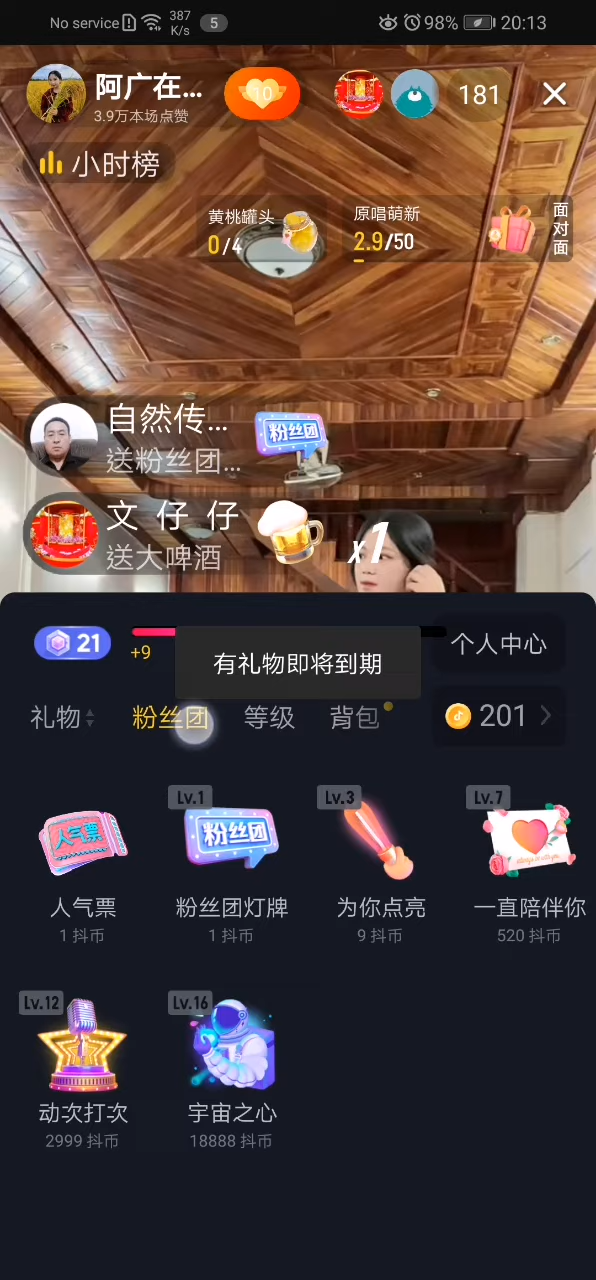 No service
387
K/s
5
98%
20:13
阿广在...
3.9万本场点赞
10
181
小时榜
黄桃罐头
0/4
原唱萌新
2.9/50
面对面
自然传...
送粉丝团...
粉丝团
文 仔 仔
送大啤酒
x1
21
+9
有礼物即将到期
个人中心
礼物
粉丝团
等级
背包
201
人气票
人气票
1 抖币
Lv.1
粉丝团
粉丝团灯牌
1 抖币
Lv.3
为你点亮
9 抖币
Lv.7
一直陪伴你
520 抖币
Lv.12
动次打次
2999 抖币
Lv.16
宇宙之心
18888 抖币